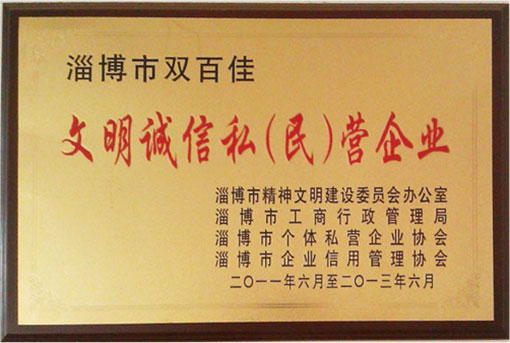 淄博市双百佳
文明诚信私(民)营企业
淄博市精神文明建设委员会办公室
淄博市工商行政管理局
淄博市个体私营企业协会
淄博市企业信用管理协会
二〇一一年六月至二〇一三年六月